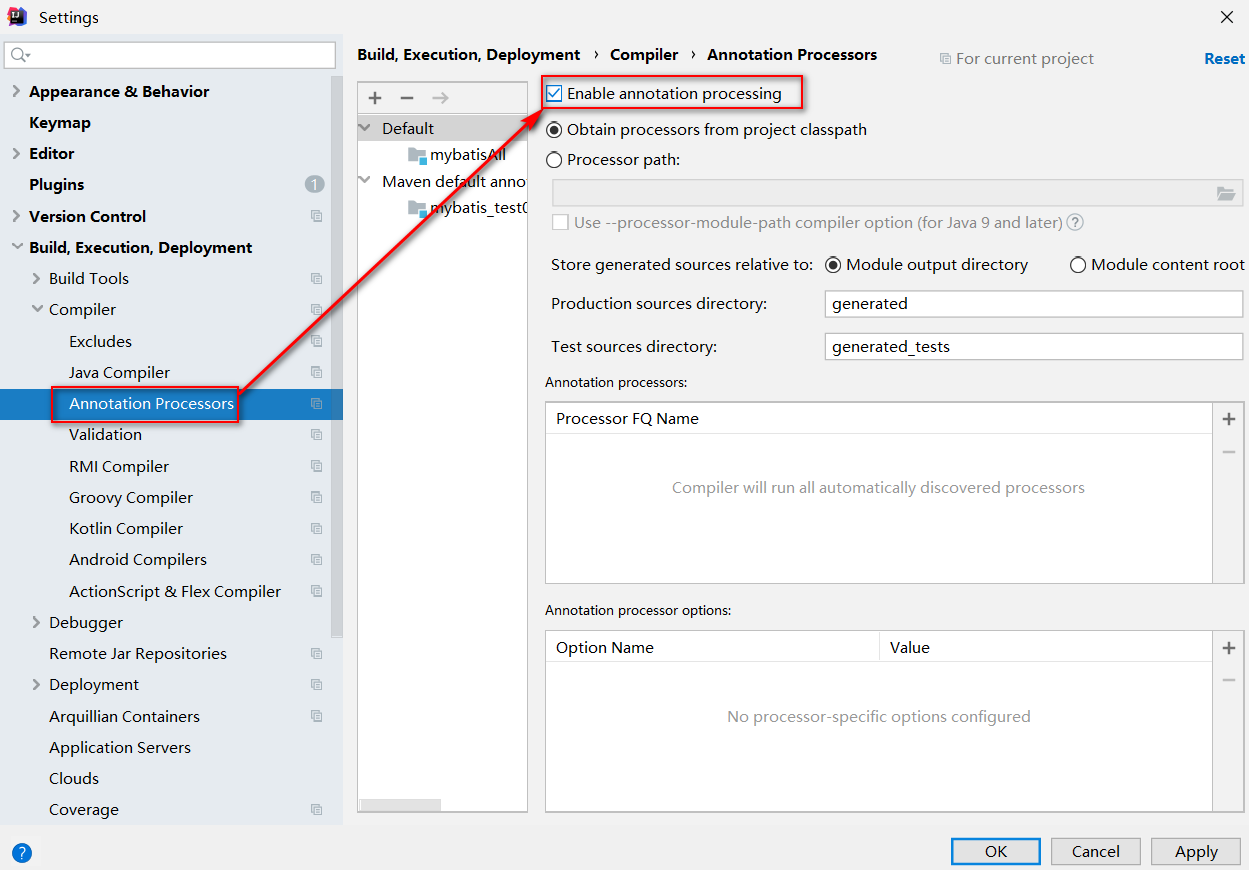 Settings
Appearance & Behavior
Keymap
Editor
Plugins
1
Version Control
Build, Execution, Deployment
Build Tools
Compiler
Excludes
Java Compiler
Annotation Processors
Validation
RMI Compiler
Groovy Compiler
Kotlin Compiler
Android Compilers
ActionScript & Flex Compiler
Debugger
Remote Jar Repositories
Deployment
Arquillian Containers
Application Servers
Clouds
Coverage
Build, Execution, Deployment › Compiler › Annotation Processors
For current project
Reset
Default
mybatisAll
Maven default anno
mybatis_test0
Enable annotation processing
Obtain processors from project classpath
Processor path:
Use --processor-module-path compiler option (for Java 9 and later) ?
Store generated sources relative to: Module output directory Module content root
Production sources directory: generated
Test sources directory: generated_tests
Annotation processors:
Processor FQ Name
Compiler will run all automatically discovered processors
Annotation processor options:
Option Name Value
No processor-specific options configured
?
OK Cancel Apply